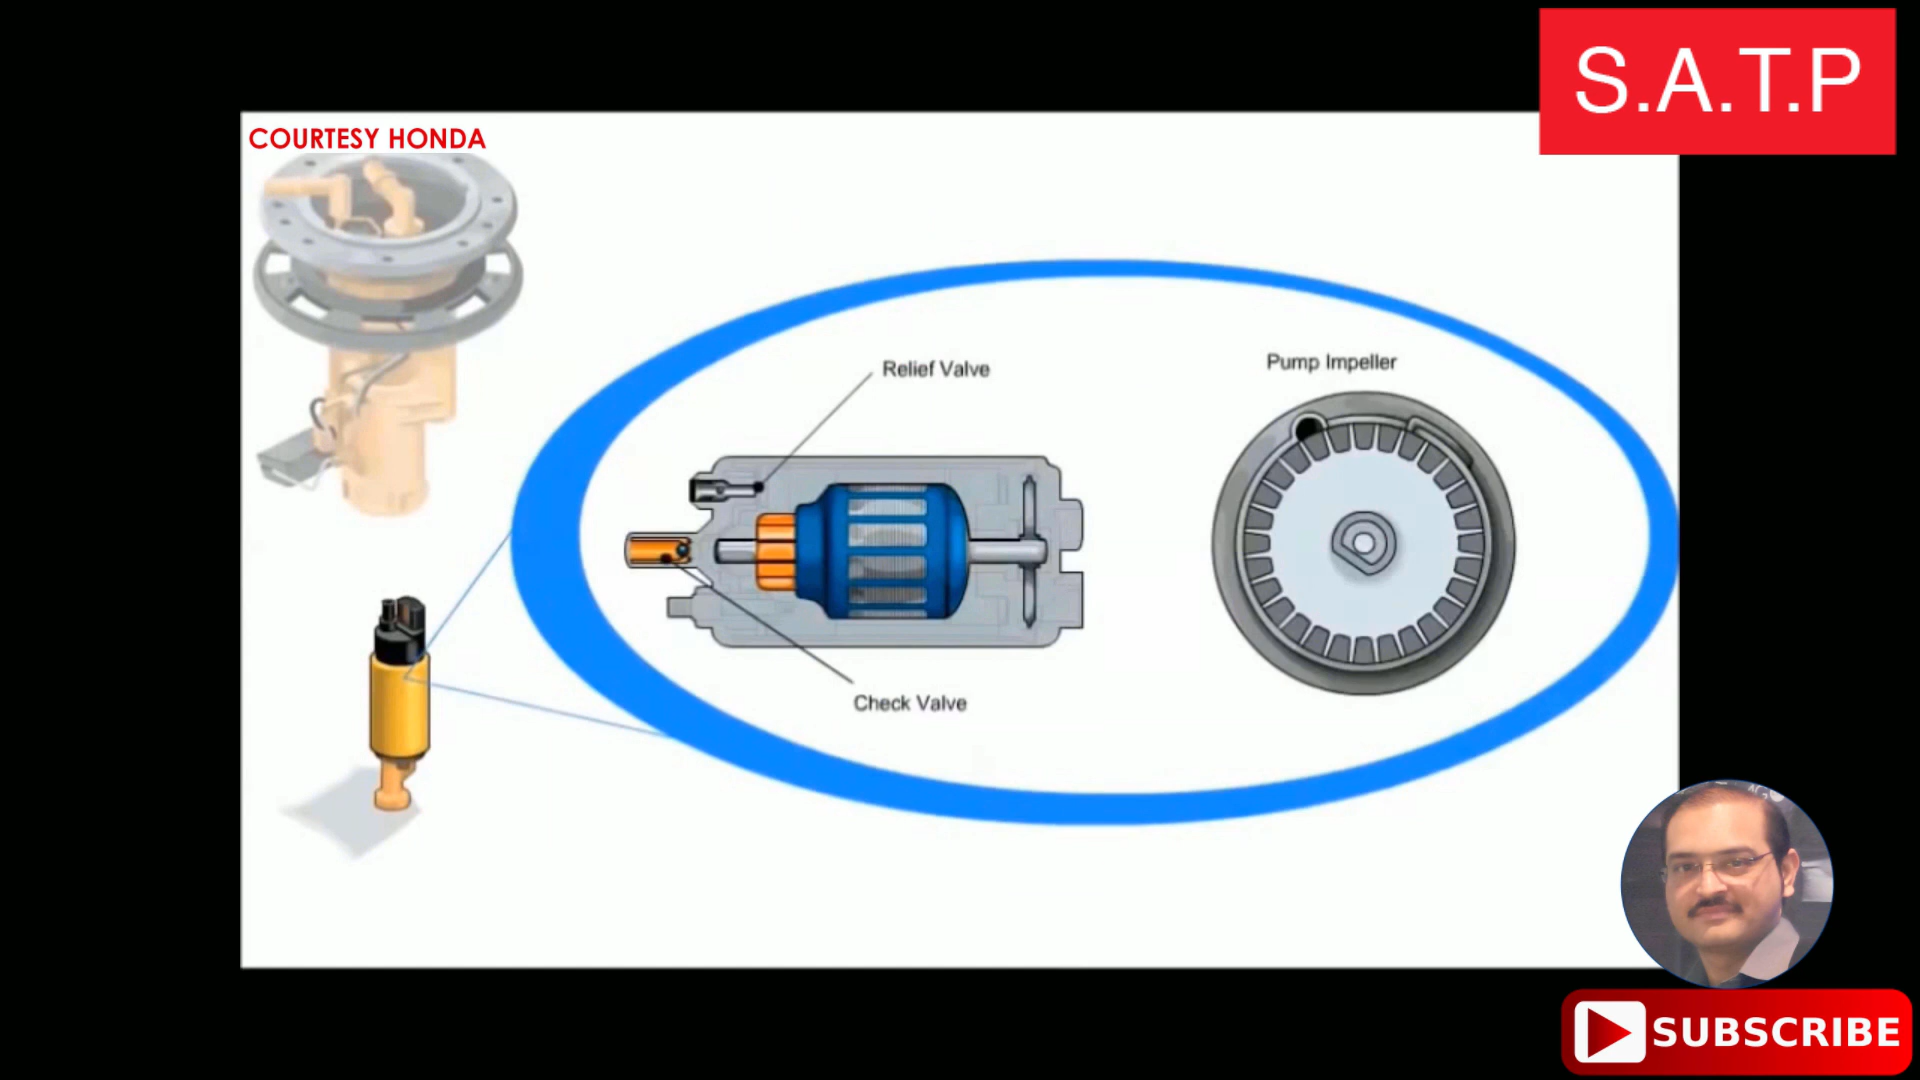 S.A.T.P
COURTESY HONDA
Relief Valve
Pump Impeller
Check Valve
SUBSCRIBE